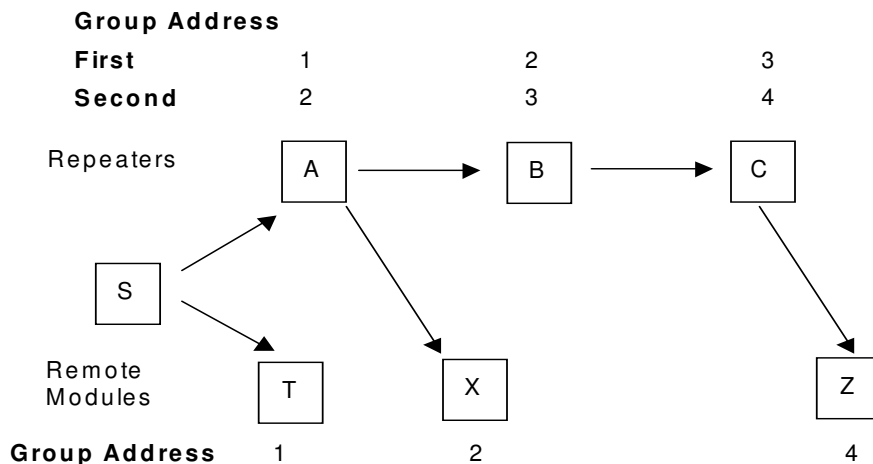 Group Address
First 1 2 3
Second 2 3 4
Repeaters A B C
S
Remote
Modules T X Z
Group Address 1 2 4